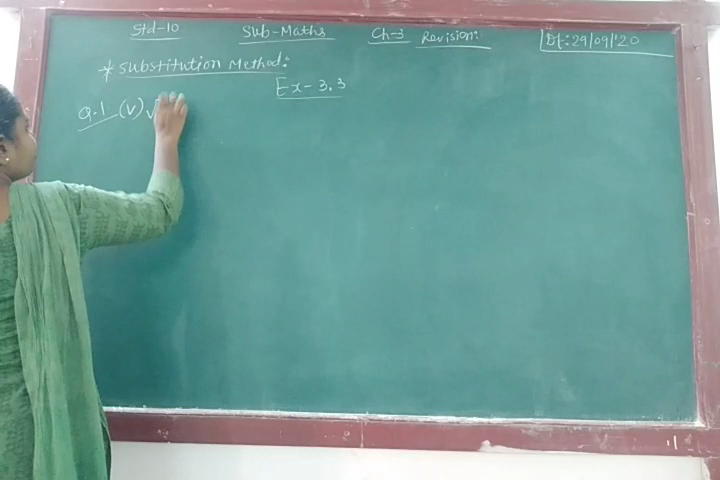 Std-10 Sub-Maths Ch-3 Revision: Dt:29/09/'20
* Substitution Method:
Ex-3.3
Q.1 (v) √